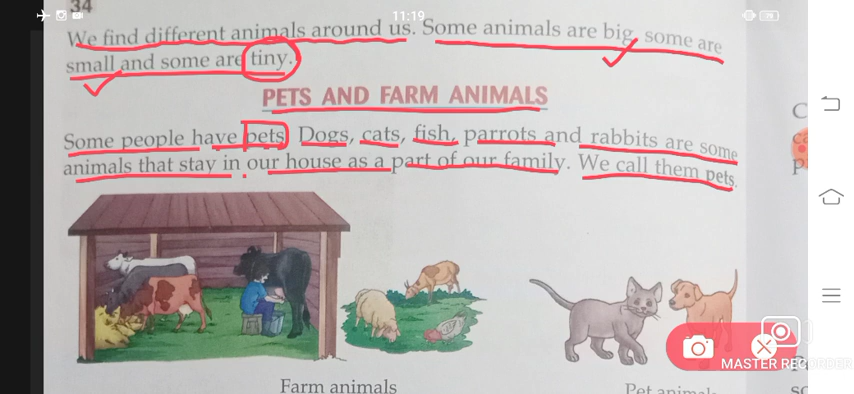 34
11:19
We find different animals around us. Some animals are big, some are
small and some are tiny.
PETS AND FARM ANIMALS
Some people have pets. Dogs, cats, fish, parrots and rabbits are some
animals that stay in our house as a part of our family. We call them pets.
Farm animals
Pet animals
MASTER RECORDER